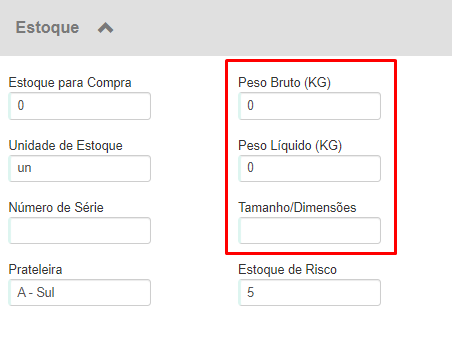 Estoque
Estoque para Compra
0
Peso Bruto (KG)
0
Unidade de Estoque
un
Peso Líquido (KG)
0
Número de Série
Tamanho/Dimensões
Prateleira
A - Sul
Estoque de Risco
5